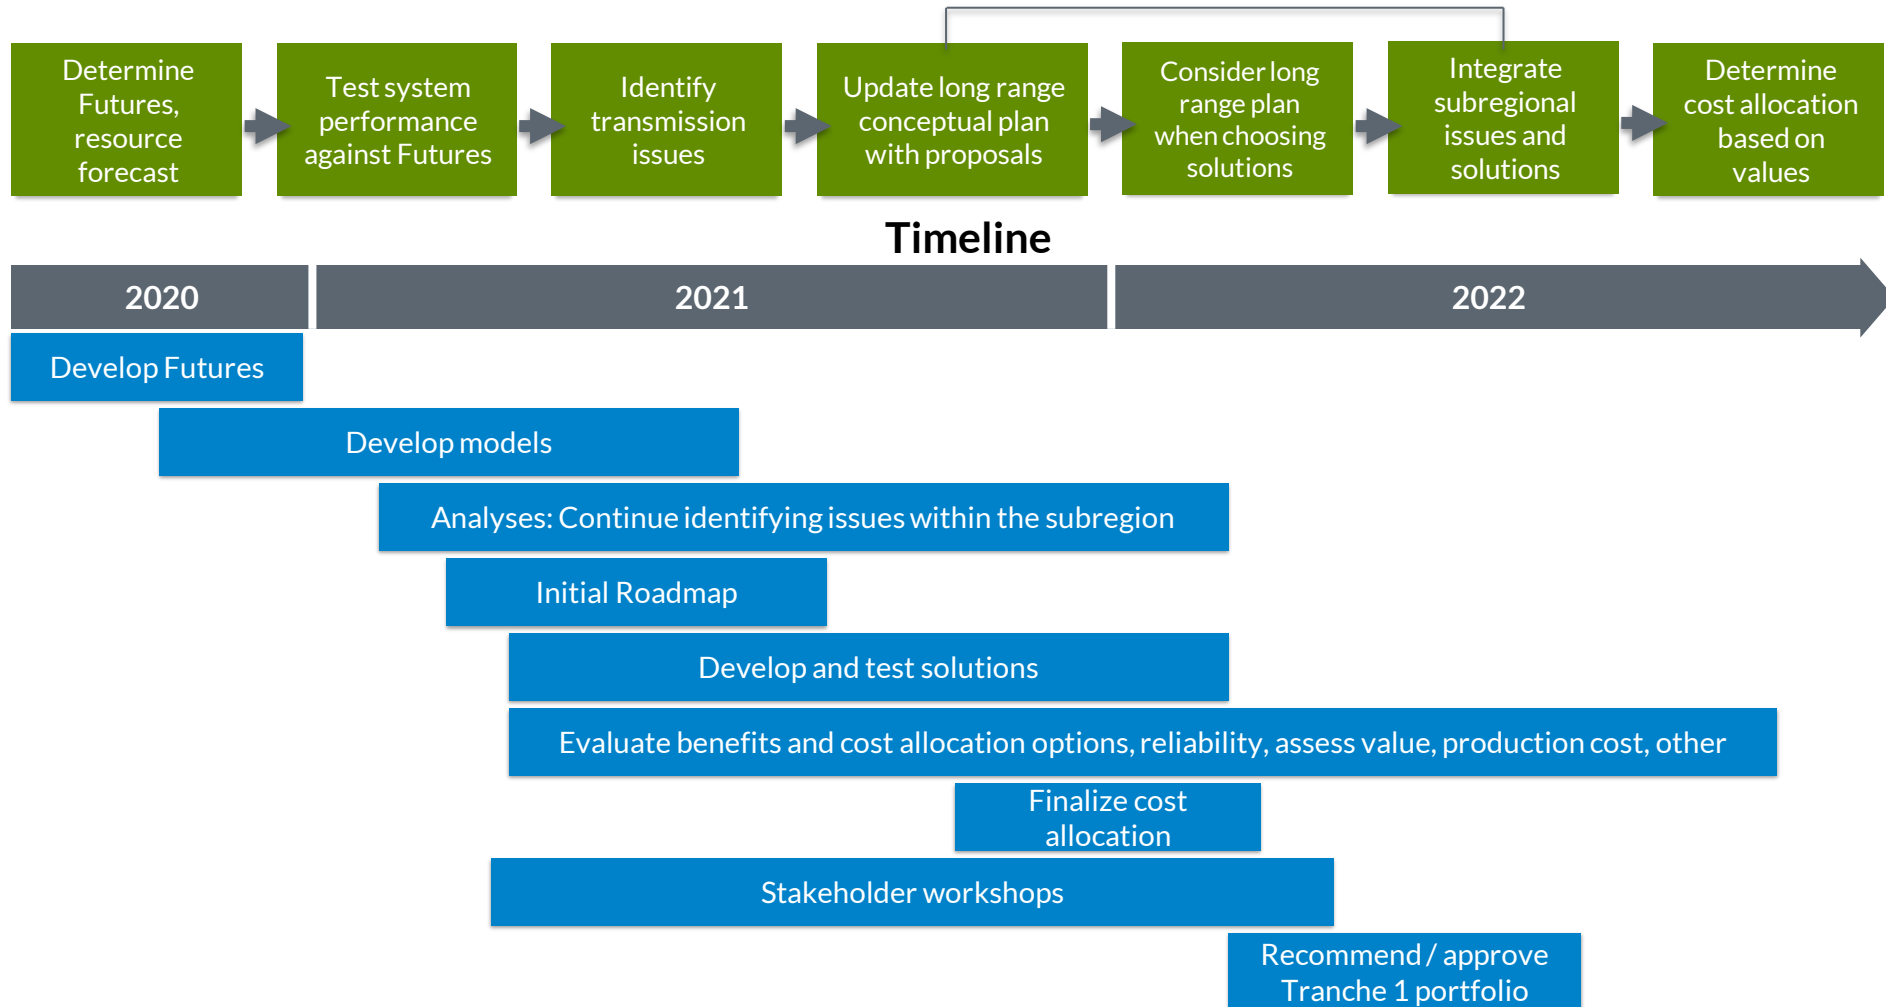 Determine
Futures,
resource
forecast
Test system
performance
against Futures
Identify
transmission
issues
Update long range
conceptual plan
with proposals
Consider long
range plan
when choosing
solutions
Integrate
subregional
issues and
solutions
Determine
cost allocation
based on
values
Timeline
2020
2021
2022
Develop Futures
Develop models
Analyses: Continue identifying issues within the subregion
Initial Roadmap
Develop and test solutions
Evaluate benefits and cost allocation options, reliability, assess value, production cost, other
Finalize cost
allocation
Stakeholder workshops
Recommend / approve
Tranche 1 portfolio